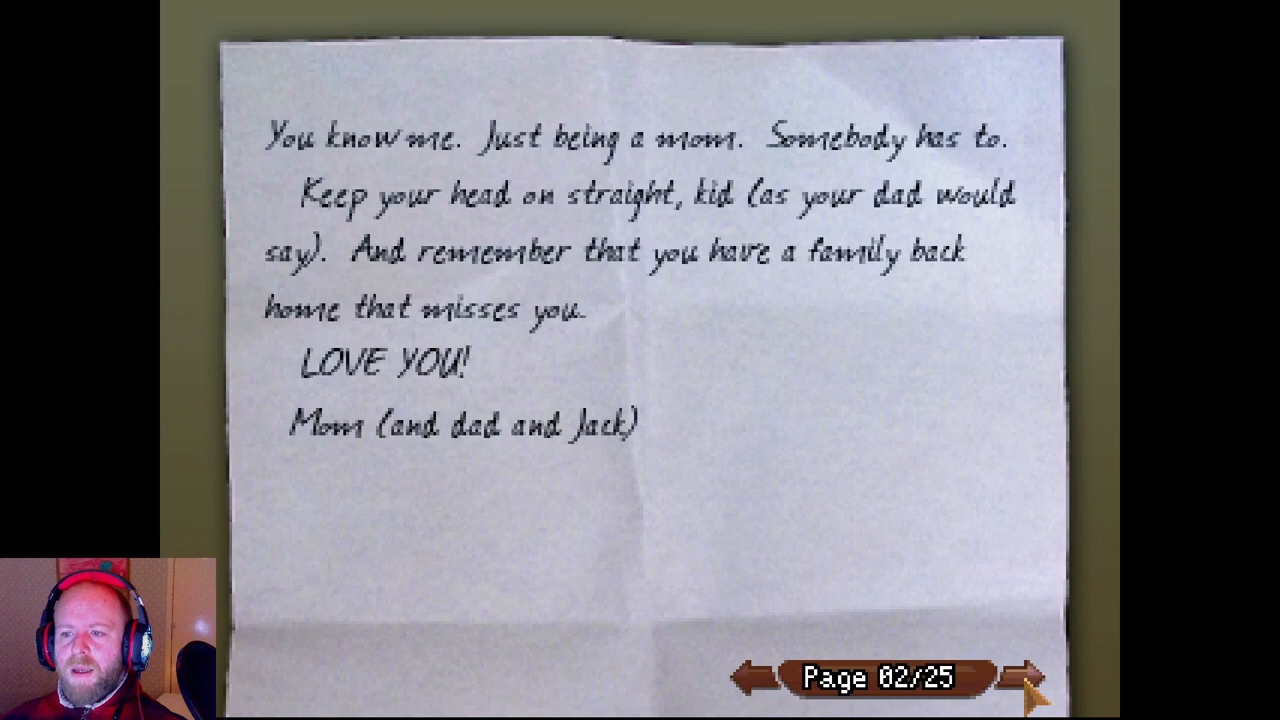 You know me. Just being a mom. Somebody has to.
Keep your head on straight, kid (as your dad would
say). And remember that you have a family back
home that misses you.
LOVE YOU!
Mom (and dad and Jack)
Page 02/25